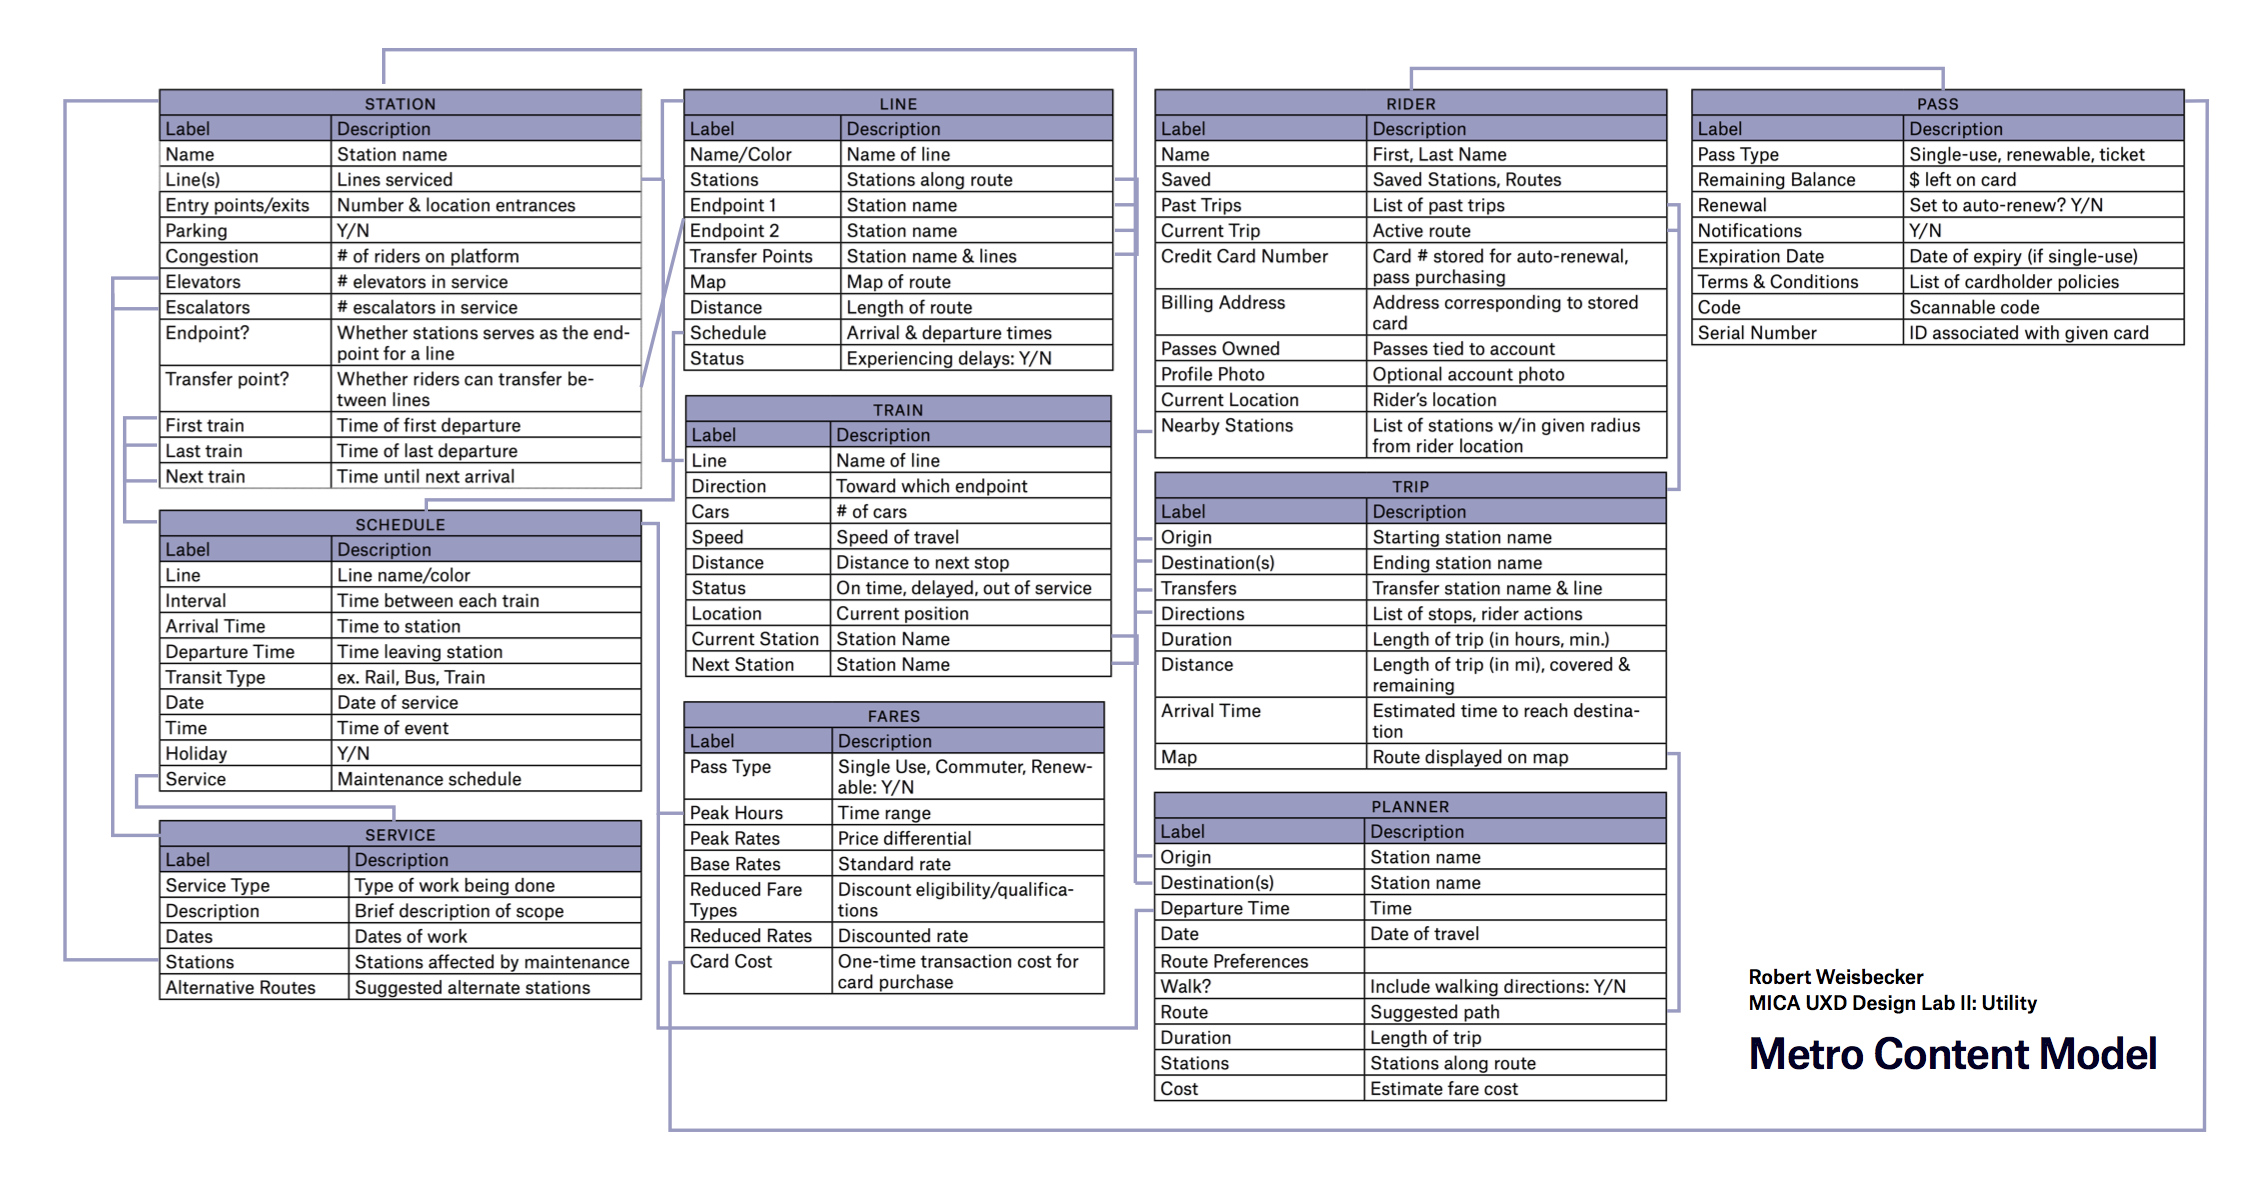 STATION
Label Description
Name Station name
Line(s) Lines serviced
Entry points/exits Number & location entrances
Parking Y/N
Congestion # of riders on platform
Elevators # elevators in service
Escalators # escalators in service
Endpoint? Whether stations serves as the end-
point for a line
Transfer point? Whether riders can transfer be-
tween lines
First train Time of first departure
Last train Time of last departure
Next train Time until next arrival
SCHEDULE
Label Description
Line Line name/color
Interval Time between each train
Arrival Time Time to station
Departure Time Time leaving station
Transit Type ex. Rail, Bus, Train
Date Date of service
Time Time of event
Holiday Y/N
Service Maintenance schedule
SERVICE
Label Description
Service Type Type of work being done
Description Brief description of scope
Dates Dates of work
Stations Stations affected by maintenance
Alternative Routes Suggested alternate stations
LINE
Label Description
Name/Color Name of line
Stations Stations along route
Endpoint 1 Station name
Endpoint 2 Station name
Transfer Points Station name & lines
Map Map of route
Distance Length of route
Schedule Arrival & departure times
Status Experiencing delays: Y/N
TRAIN
Label Description
Line Name of line
Direction Toward which endpoint
Cars # of cars
Speed Speed of travel
Distance Distance to next stop
Status On time, delayed, out of service
Location Current position
Current Station Station Name
Next Station Station Name
FARES
Label Description
Pass Type Single Use, Commuter, Renew-
able: Y/N
Peak Hours Time range
Peak Rates Price differential
Base Rates Standard rate
Reduced Fare Discount eligibility/qualifica-
Types tions
Reduced Rates Discounted rate
Card Cost One-time transaction cost for
card purchase
RIDER
Label Description
Name First, Last Name
Saved Saved Stations, Routes
Past Trips List of past trips
Current Trip Active route
Credit Card Number Card # stored for auto-renewal,
pass purchasing
Billing Address Address corresponding to stored
card
Passes Owned Passes tied to account
Profile Photo Optional account photo
Current Location Rider's location
Nearby Stations List of stations w/in given radius
from rider location
TRIP
Label Description
Origin Starting station name
Destination(s) Ending station name
Transfers Transfer station name & line
Directions List of stops, rider actions
Duration Length of trip (in hours, min.)
Distance Length of trip (in mi), covered &
remaining
Arrival Time Estimated time to reach destina-
tion
Map Route displayed on map
PLANNER
Label Description
Origin Station name
Destination(s) Station name
Departure Time Time
Date Date of travel
Route Preferences
Walk? Include walking directions: Y/N
Route Suggested path
Duration Length of trip
Stations Stations along route
Cost Estimate fare cost
PASS
Label Description
Pass Type Single-use, renewable, ticket
Remaining Balance $ left on card
Renewal Set to auto-renew? Y/N
Notifications Y/N
Expiration Date Date of expiry (if single-use)
Terms & Conditions List of cardholder policies
Code Scannable code
Serial Number ID associated with given card
Robert Weisbecker
MICA UXD Design Lab II: Utility
Metro Content Model